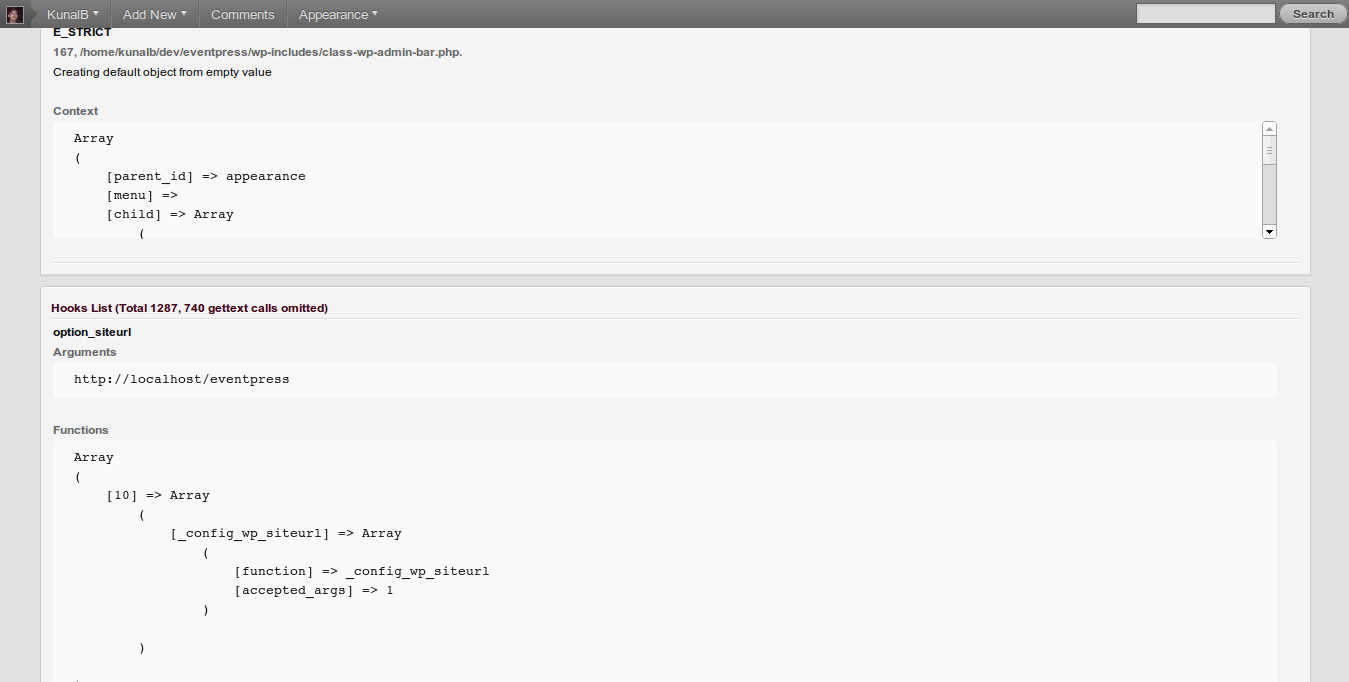 KunalB Add New Comments Appearance Search
E_STRICT
167, /home/kunalb/dev/eventpress/wp-includes/class-wp-admin-bar.php.
Creating default object from empty value
Context
Array
(
[parent_id] => appearance
[menu] =>
[child] => Array
(
Hooks List (Total 1287, 740 gettext calls omitted)
option_siteurl
Arguments
http://localhost/eventpress
Functions
Array
(
[10] => Array
(
[_config_wp_siteurl] => Array
(
[function] => _config_wp_siteurl
[accepted_args] => 1
)
)